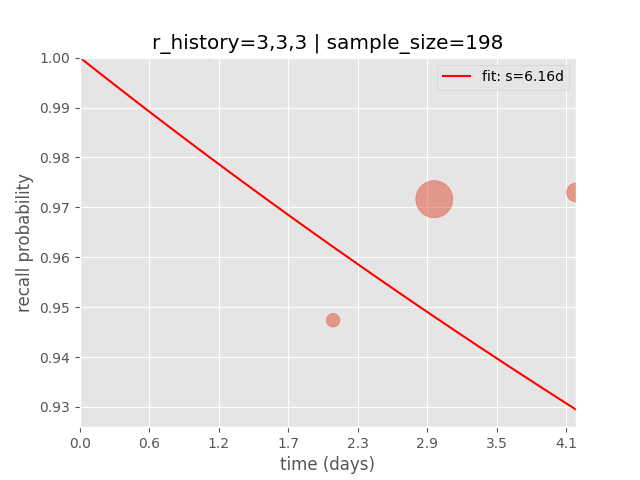 r_history=3,3,3 | sample_size=198
fit: s=6.16d
recall probability
1.00
0.99
0.98
0.97
0.96
0.95
0.94
0.93
0.0 0.6 1.2 1.7 2.3 2.9 3.5 4.1
time (days)